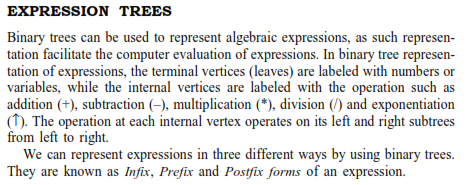 EXPRESSION TREES
Binary trees can be used to represent algebraic expressions, as such represen-
tation facilitate the computer evaluation of expressions. In binary tree represen-
tation of expressions, the terminal vertices (leaves) are labeled with numbers or
variables, while the internal vertices are labeled with the operation such as
addition (+), subtraction (–), multiplication (*), division (/) and exponentiation
(↑). The operation at each internal vertex operates on its left and right subtrees
from left to right.
We can represent expressions in three different ways by using binary trees.
They are known as Infix, Prefix and Postfix forms of an expression.